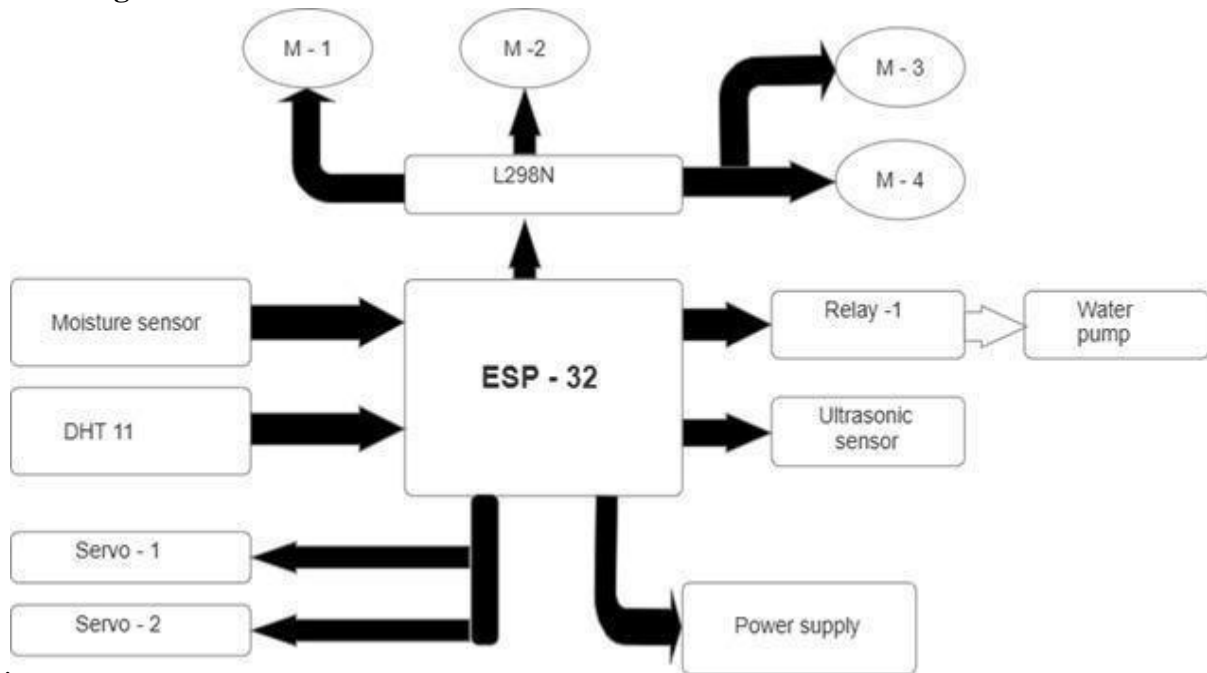 M - 1
M -2
M - 3
L298N
M - 4
Moisture sensor
Relay -1
Water
pump
ESP - 32
DHT 11
Ultrasonic
sensor
Servo - 1
Servo - 2
Power supply